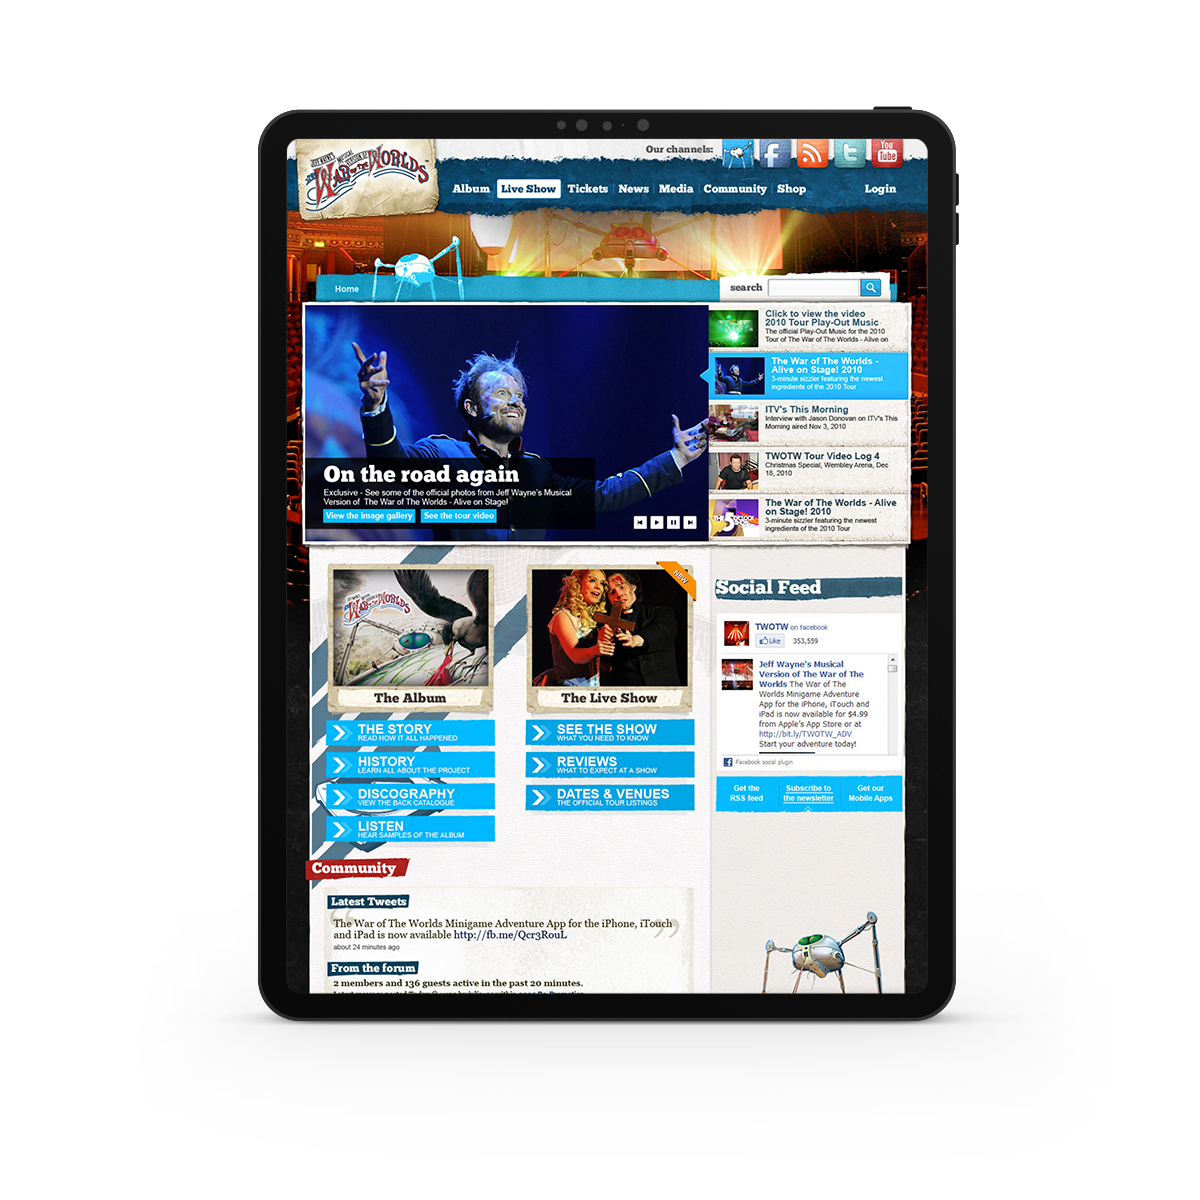 Our channels:
You
Tube
JEFF WAYNE'S MUSICAL VERSION OF
THE WAR OF THE WORLDS
Album Live Show Tickets News Media Community Shop Login
Home
search
On the road again
Exclusive - See some of the official photos from Jeff Wayne's Musical
Version of The War of The Worlds - Alive on Stage!
View the image gallery See the tour video
Click to view the video
2010 Tour Play-Out Music
The official Play-Out Music for the 2010
Tour of The War of The Worlds - Alive on
The War of The Worlds -
Alive on Stage! 2010
3-minute sizzler featuring the newest
ingredients of the 2010 Tour
ITV's This Morning
Interview with Jason Donovan on ITV's This
Morning aired Nov 3, 2010
TWOTW Tour Video Log 4
Christmas Special, Wembley Arena, Dec
18, 2010
The War of The Worlds - Alive
on Stage! 2010
3-minute sizzler featuring the newest
ingredients of the 2010 Tour
WAR OF THE WORLDS
The Album
THE STORY
READ HOW IT ALL HAPPENED
HISTORY
LEARN ALL ABOUT THE PROJECT
DISCOGRAPHY
VIEW THE BACK CATALOGUE
LISTEN
HEAR SAMPLES OF THE ALBUM
NEW
The Live Show
SEE THE SHOW
WHAT YOU NEED TO KNOW
REVIEWS
WHAT TO EXPECT AT A SHOW
DATES & VENUES
THE OFFICIAL TOUR LISTINGS
Social Feed
TWOTW on facebook
Like 353,559
Jeff Wayne's Musical
Version of The War of The
Worlds The War of The
Worlds Minigame Adventure
App for the iPhone, iTouch and
iPad is now available for $4.99
from Apple's App Store or at
http://bit.ly/TWOTW_ADV
Start your adventure today!
Facebook social plugin
Get the
RSS feed
Subscribe to
the newsletter
Get our
Mobile Apps
Community
Latest Tweets
The War of The Worlds Minigame Adventure App for the iPhone, iTouch
and iPad is now available http://fb.me/Qcr3RouL
about 24 minutes ago
From the forum
2 members and 136 guests active in the past 20 minutes.